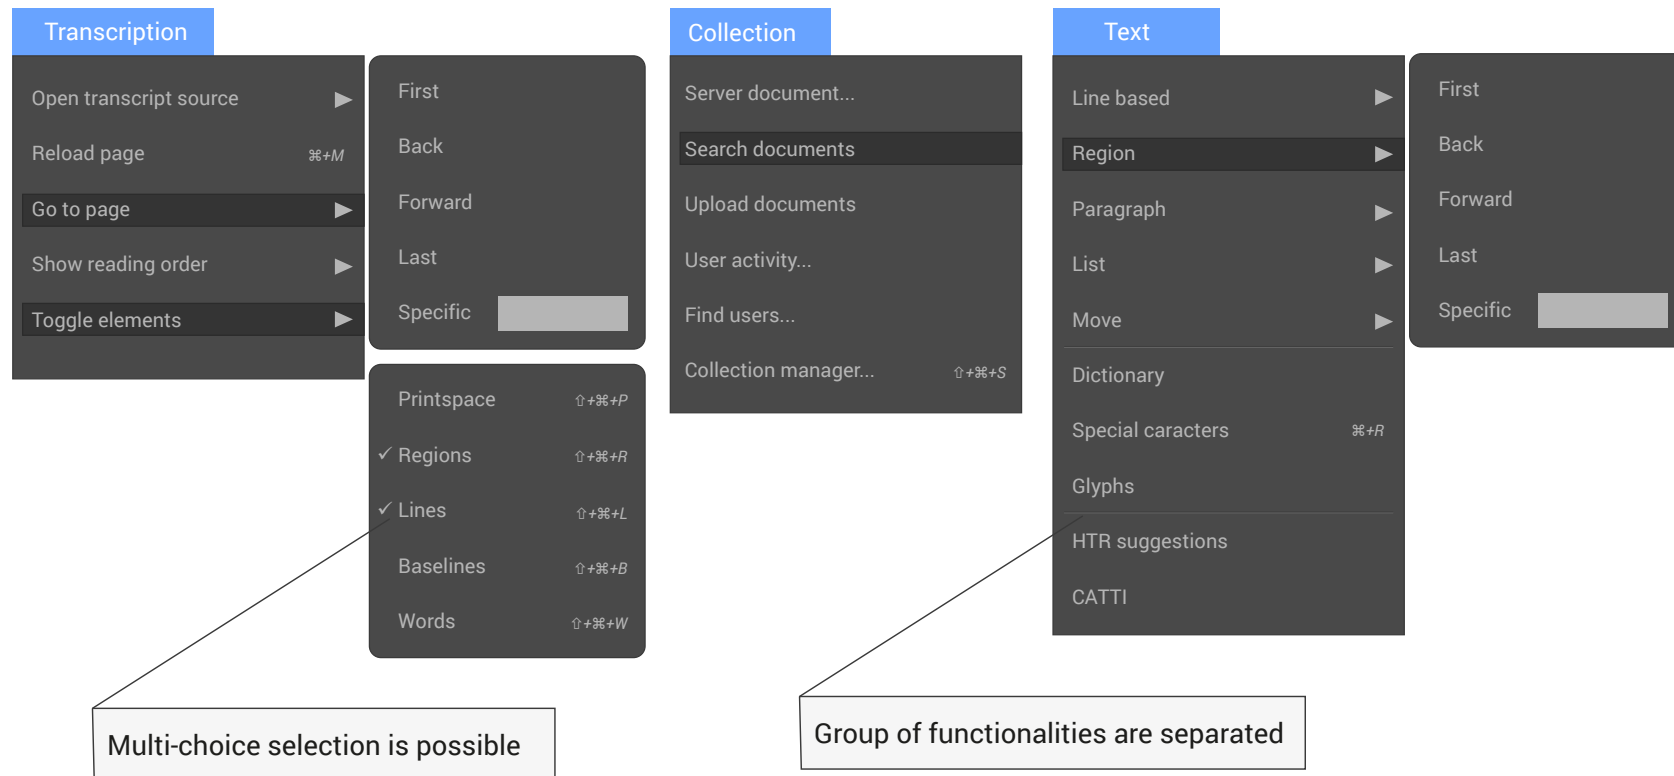 Transcription
Open transcript source
Reload page ⌘+M
Go to page
Show reading order
Toggle elements
First
Back
Forward
Last
Specific
Printspace ⇧+⌘+P
✓ Regions ⇧+⌘+R
✓ Lines ⇧+⌘+L
Baselines ⇧+⌘+B
Words ⇧+⌘+W
Multi-choice selection is possible
Collection
Server document...
Search documents
Upload documents
User activity...
Find users...
Collection manager... ⇧+⌘+S
Text
Line based
Region
Paragraph
List
Move
Dictionary
Special caracters ⌘+R
Glyphs
HTR suggestions
CATTI
First
Back
Forward
Last
Specific
Group of functionalities are separated